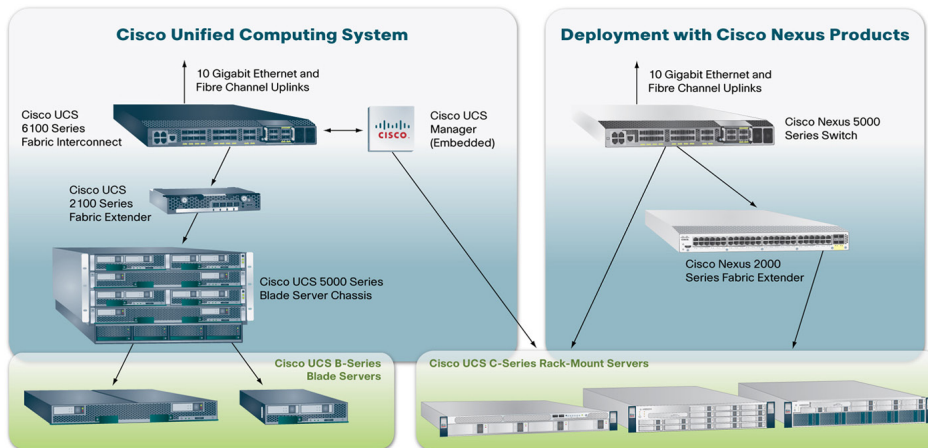 Cisco Unified Computing System
10 Gigabit Ethernet and
Fibre Channel Uplinks
Cisco UCS
6100 Series
Fabric Interconnect
CISCO
Cisco UCS
Manager
(Embedded)
Cisco UCS
2100 Series
Fabric Extender
Cisco UCS 5000 Series
Blade Server Chassis
Cisco UCS B-Series
Blade Servers
Deployment with Cisco Nexus Products
10 Gigabit Ethernet and
Fibre Channel Uplinks
Cisco Nexus 5000
Series Switch
Cisco Nexus 2000
Series Fabric Extender
Cisco UCS C-Series Rack-Mount Servers